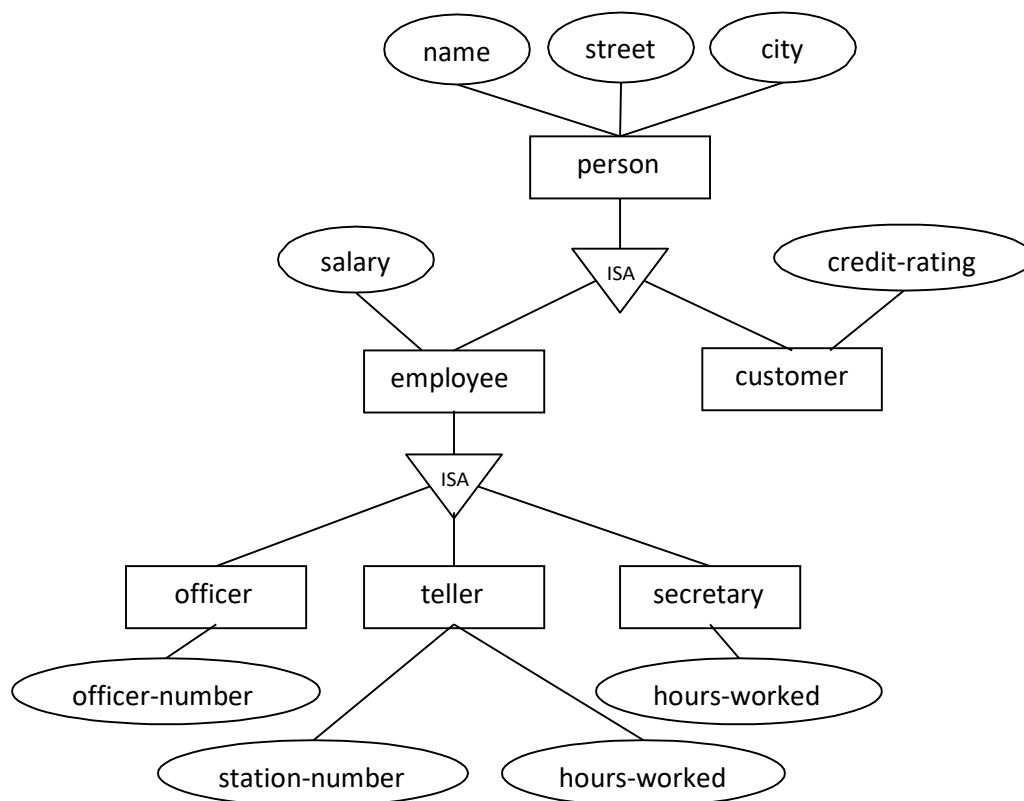 name
street
city
person
salary
ISA
credit-rating
employee
customer
ISA
officer
teller
secretary
officer-number
hours-worked
station-number
hours-worked